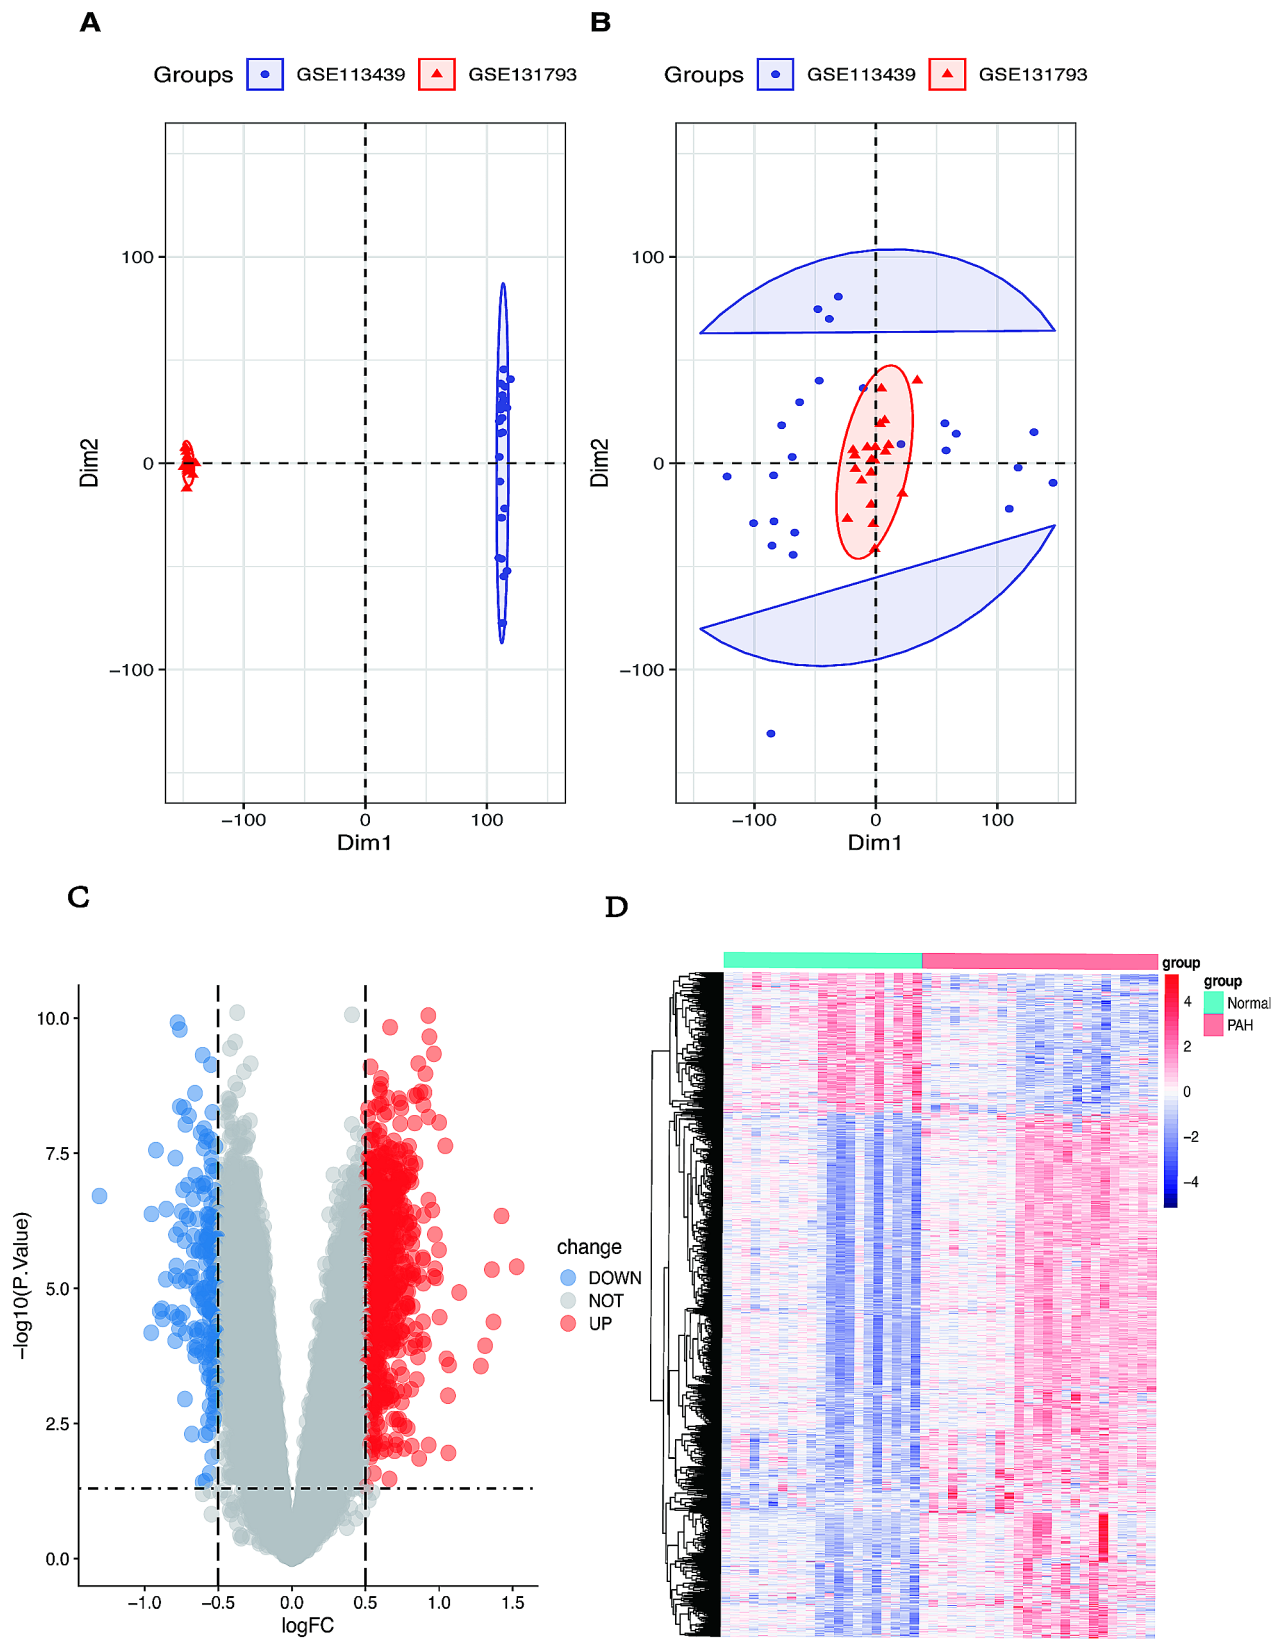 A
B
Groups GSE113439 GSE131793
Groups GSE113439 GSE131793
100
0
−100
Dim2
−100 0 100
Dim1
100
0
−100
Dim2
−100 0 100
Dim1
C
D
10.0
7.5
5.0
2.5
0.0
−log10(P.Value)
−1.0 −0.5 0.0 0.5 1.0 1.5
logFC
change
DOWN
NOT
UP
group
4
2
0
−2
−4
group
Normal
PAH